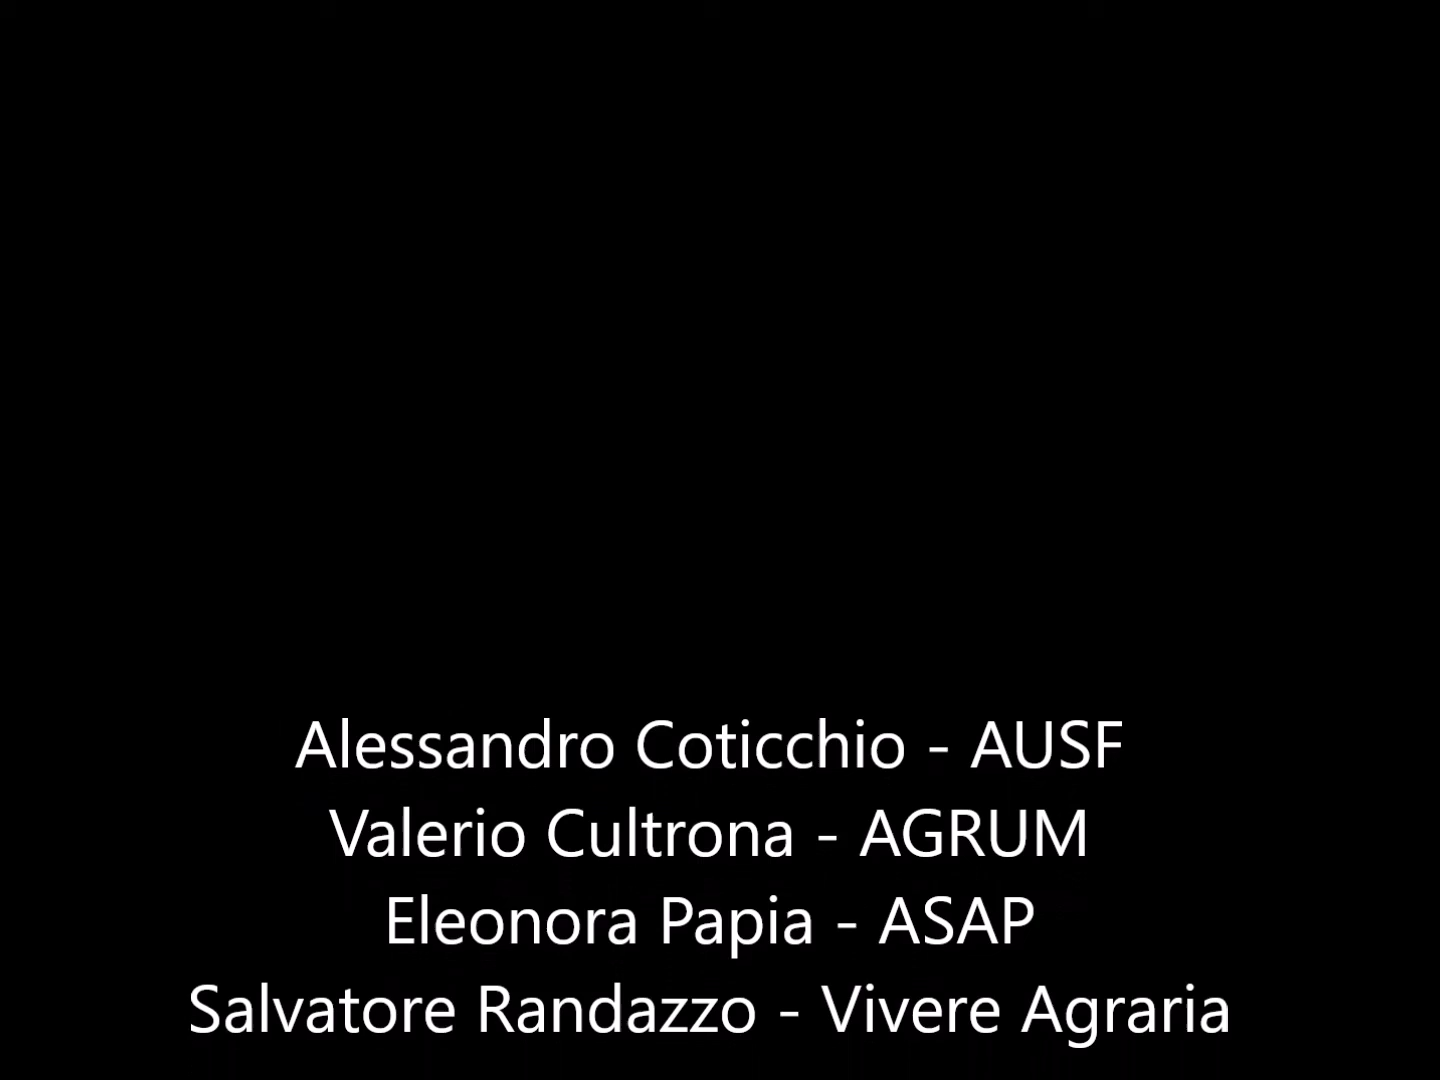 Alessandro Coticchio - AUSF
Valerio Cultrona - AGRUM
Eleonora Papia - ASAP
Salvatore Randazzo - Vivere Agraria